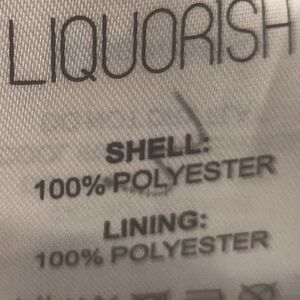 LIQUORISH
SHELL:
100% POLYESTER
LINING:
100% POLYESTER